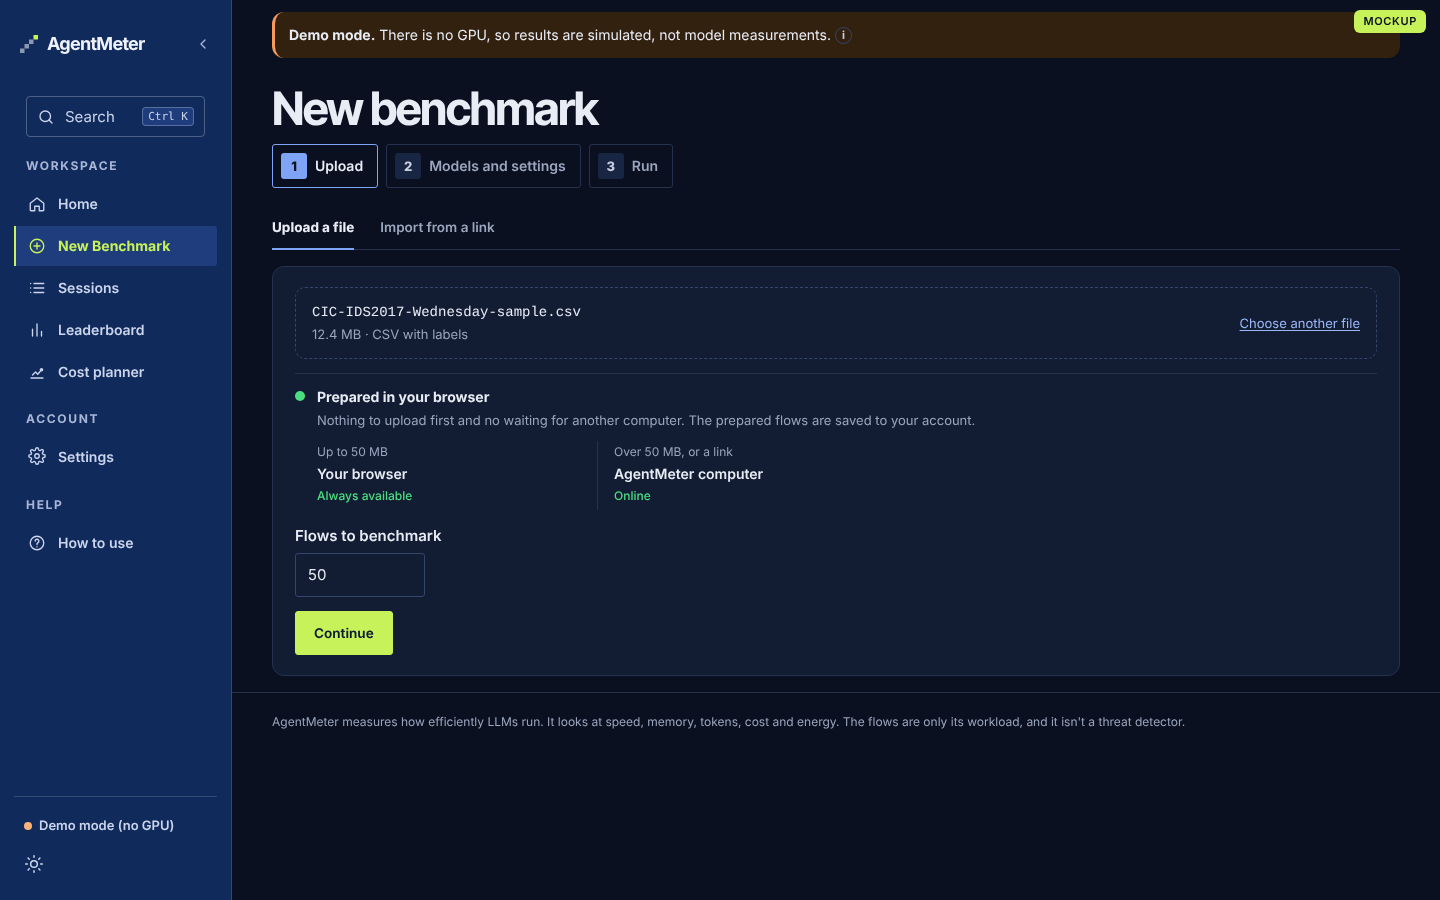 AgentMeter
Search
Ctrl K
WORKSPACE
Home
New Benchmark
Sessions
Leaderboard
Cost planner
ACCOUNT
Settings
HELP
How to use
Demo mode (no GPU)
MOCKUP
Demo mode. There is no GPU, so results are simulated, not model measurements. i
New benchmark
1 Upload
2 Models and settings
3 Run
Upload a file
Import from a link
CIC-IDS2017-Wednesday-sample.csv
12.4 MB · CSV with labels
Choose another file
Prepared in your browser
Nothing to upload first and no waiting for another computer. The prepared flows are saved to your account.
Up to 50 MB
Your browser
Always available
Over 50 MB, or a link
AgentMeter computer
Online
Flows to benchmark
50
Continue
AgentMeter measures how efficiently LLMs run. It looks at speed, memory, tokens, cost and energy. The flows are only its workload, and it isn't a threat detector.